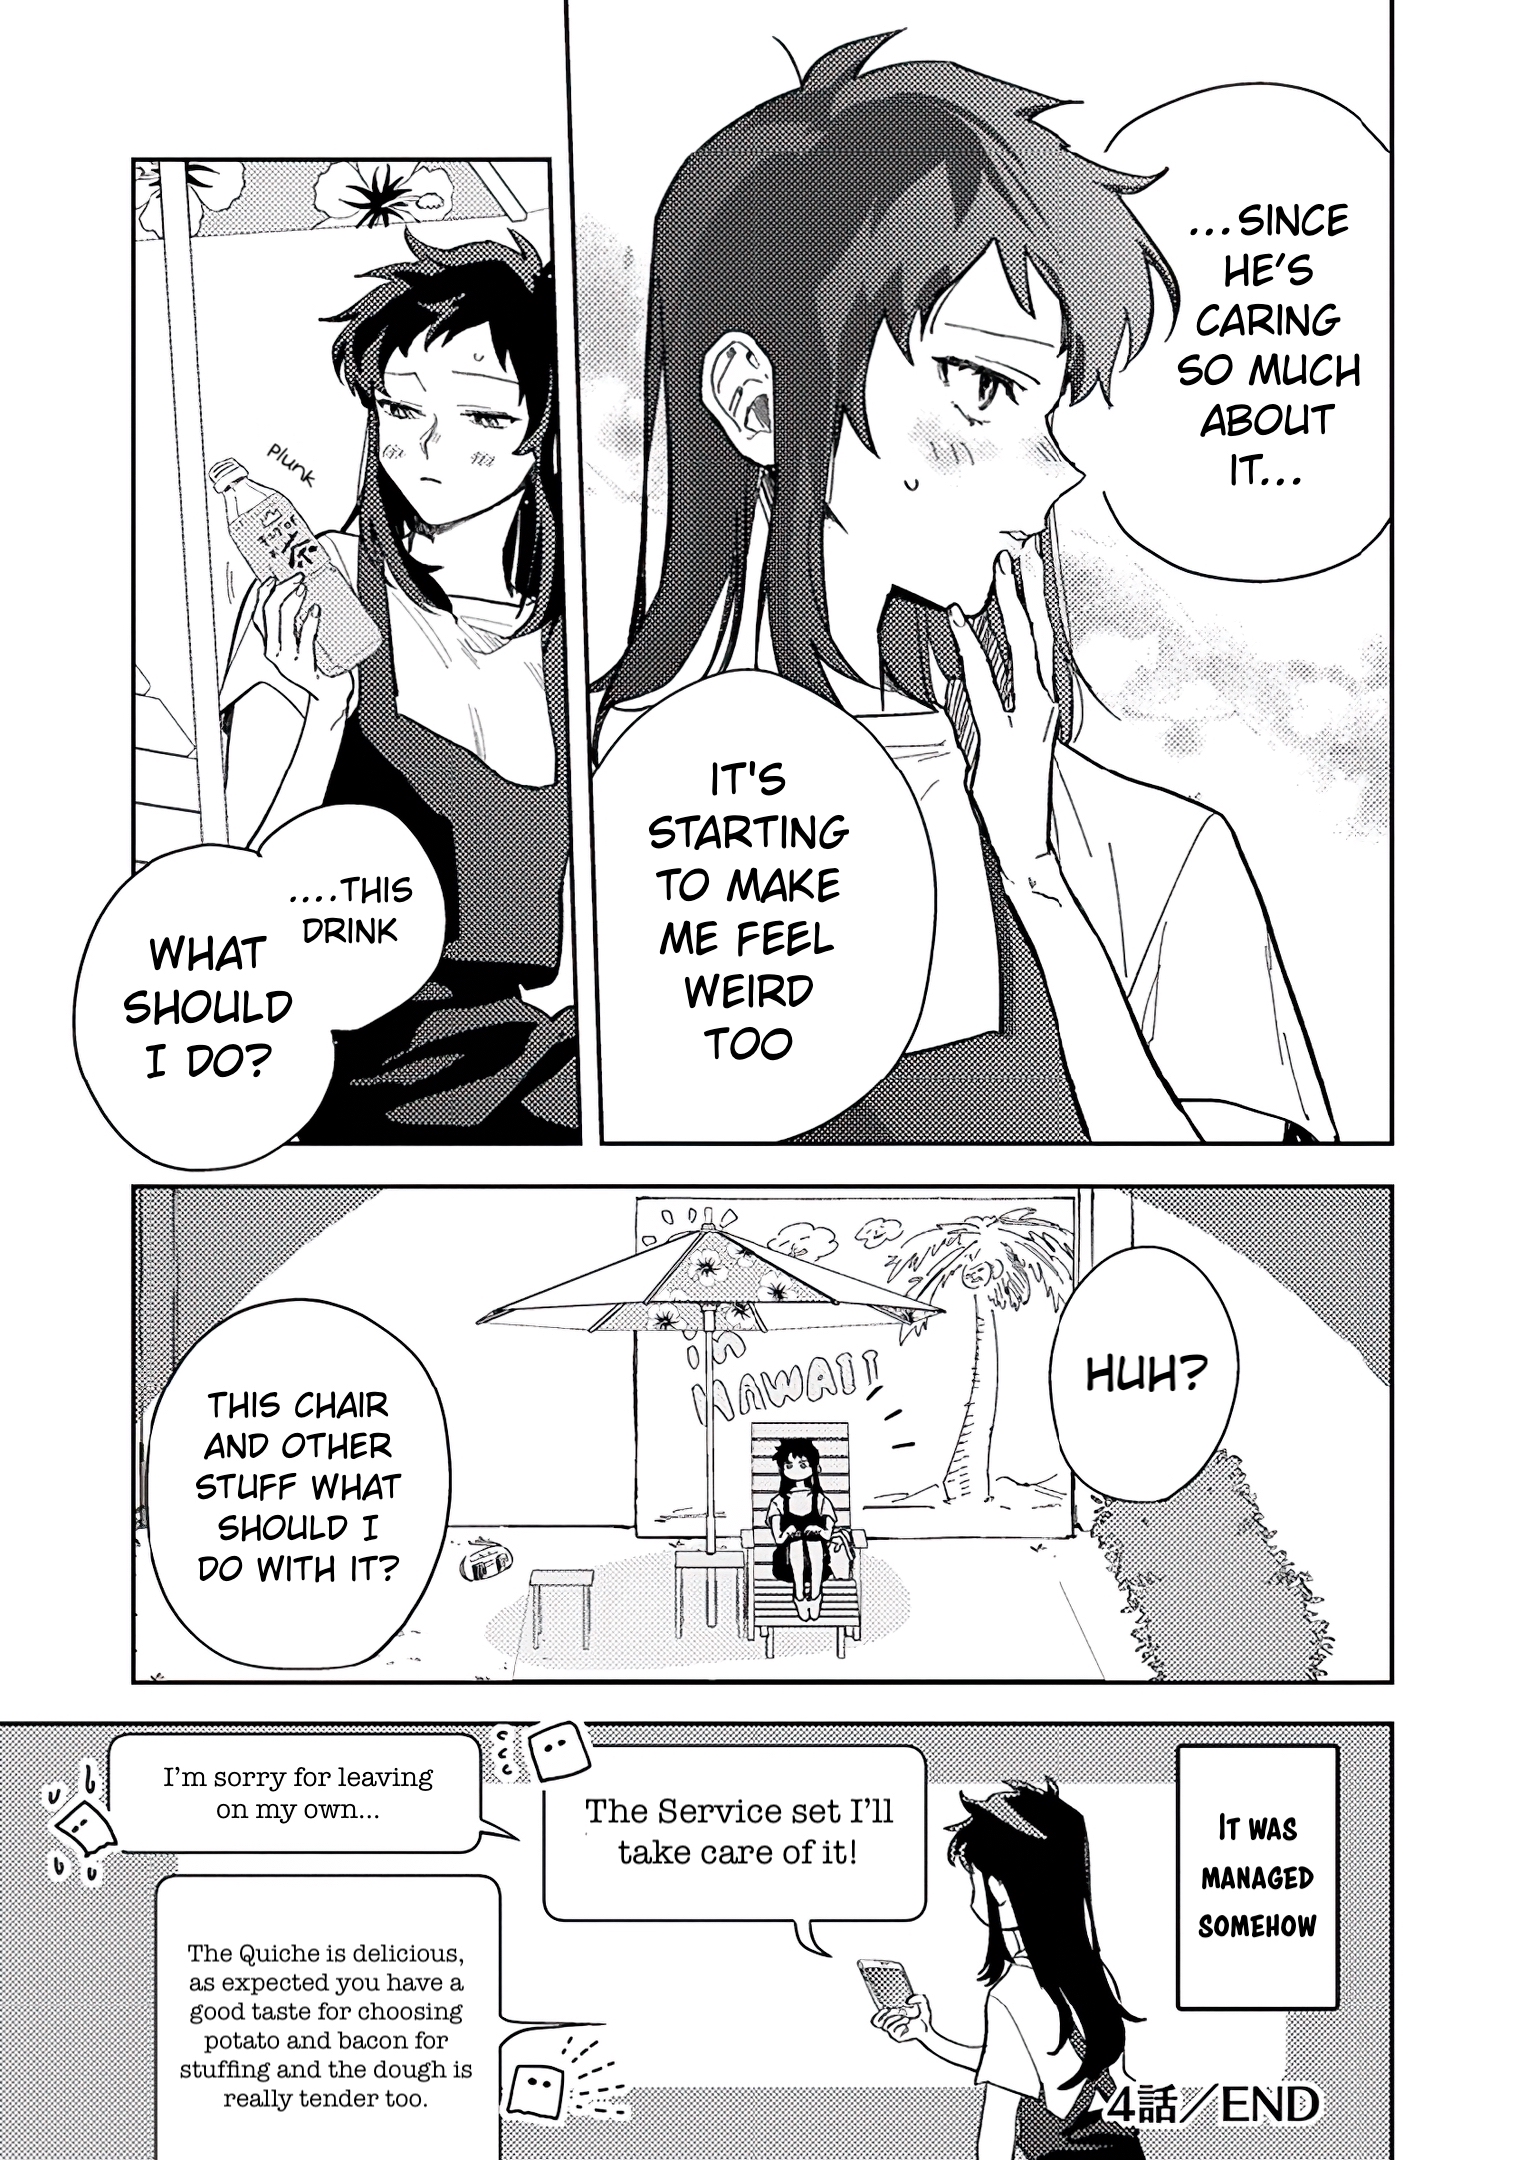 ...SINCE
HE'S
CARING
SO MUCH
ABOUT
IT...
IT'S
STARTING
TO MAKE
ME FEEL
WEIRD
TOO
Plunk
....THIS
DRINK
WHAT
SHOULD
I DO?
HUH?
in
HAWAII
THIS CHAIR
AND OTHER
STUFF WHAT
SHOULD I
DO WITH IT?
IT WAS
MANAGED
SOMEHOW
The Service set I'll
take care of it!
I'm sorry for leaving
on my own...
The Quiche is delicious,
as expected you have a
good taste for choosing
potato and bacon for
stuffing and the dough is
really tender too.
4話／END